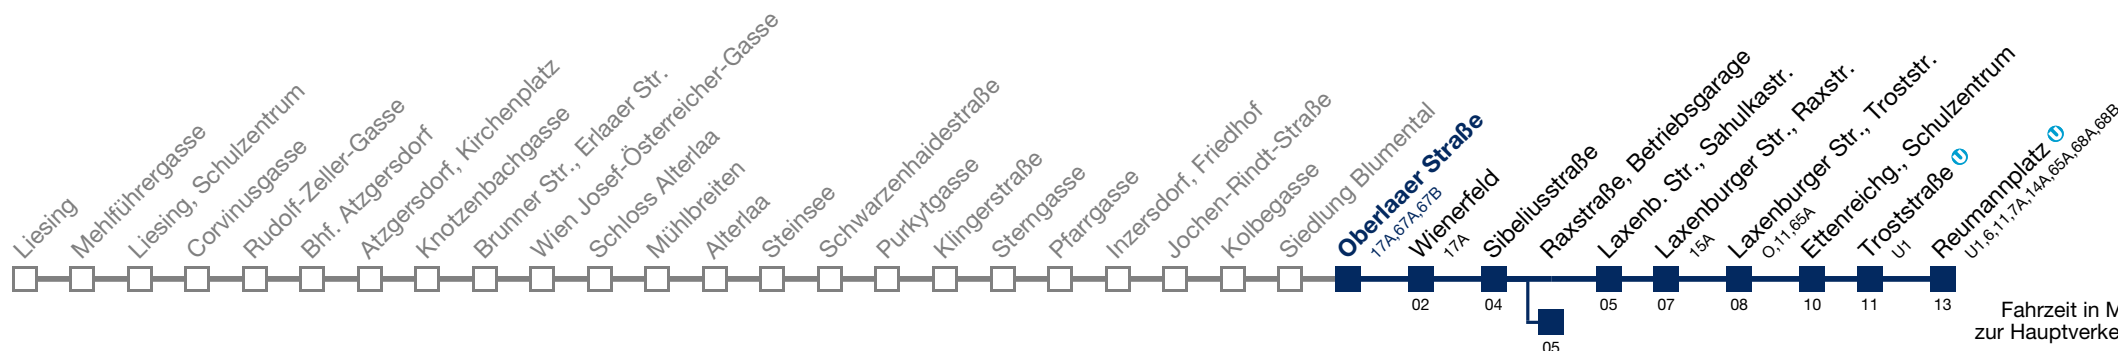 Liesing
Mehlführergasse
Liesing, Schulzentrum
Corvinusgasse
Rudolf-Zeller-Gasse
Bhf. Atzgersdorf
Atzgersdorf, Kirchenplatz
Knotzenbachgasse
Brunner Str., Erlaaer Str.
Wien Josef-Österreicher-Gasse
Schloss Alterlaa
Mühlbreiten
Alterlaa
Steinsee
Schwarzenhaidestraße
Purkytgasse
Klingerstraße
Sterngasse
Pfarrgasse
Inzersdorf, Friedhof
Jochen-Rindt-Straße
Kolbegasse
Siedlung Blumental
Oberlaaer Straße
17A,67A,67B
Wienerfeld
17A
Sibeliusstraße
Raxstraße, Betriebsgarage
Laxenb. Str., Sahulkastr.
Laxenburger Str., Raxstr.
15A
Laxenburger Str., Troststr.
O,11,65A
Ettenreichg., Schulzentrum
Troststraße U
U1
Reumannplatz U
U1,6,11,7A,14A,65A,68A,68B
02
04
05
07
08
10
11
13
05
Fahrzeit in M
zur Hauptverke